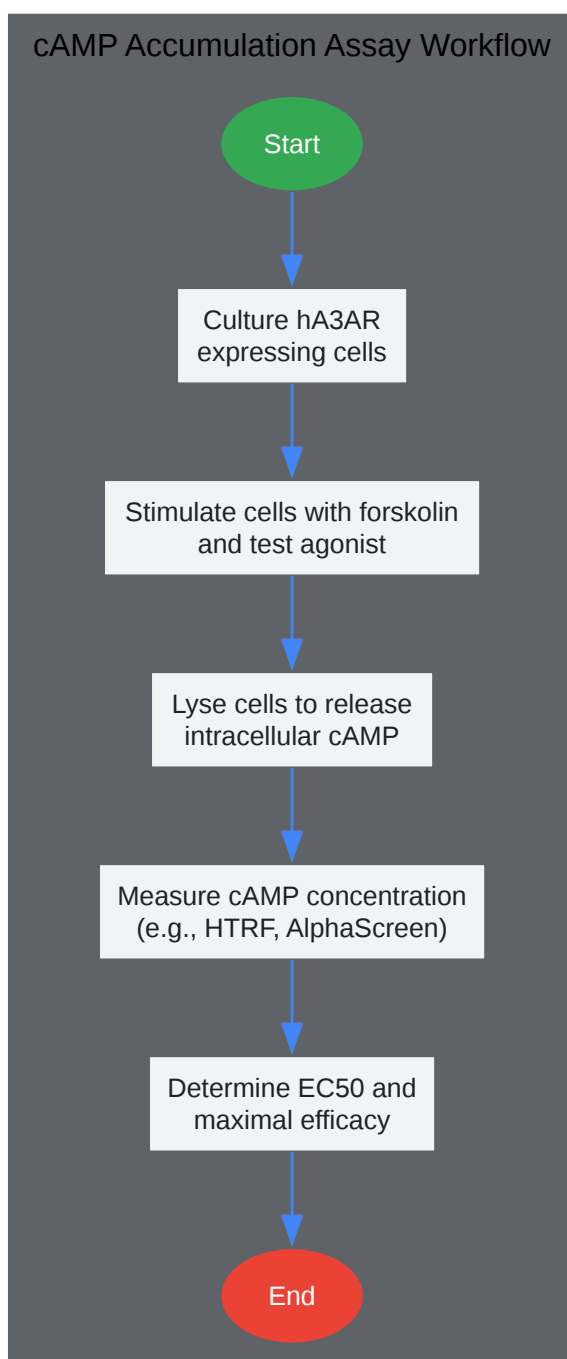 cAMP Accumulation Assay Workflow
Start
Culture hA3AR
expressing cells
Stimulate cells with forskolin
and test agonist
Lyse cells to release
intracellular cAMP
Measure cAMP concentration
(e.g., HTRF, AlphaScreen)
Determine EC50 and
maximal efficacy
End